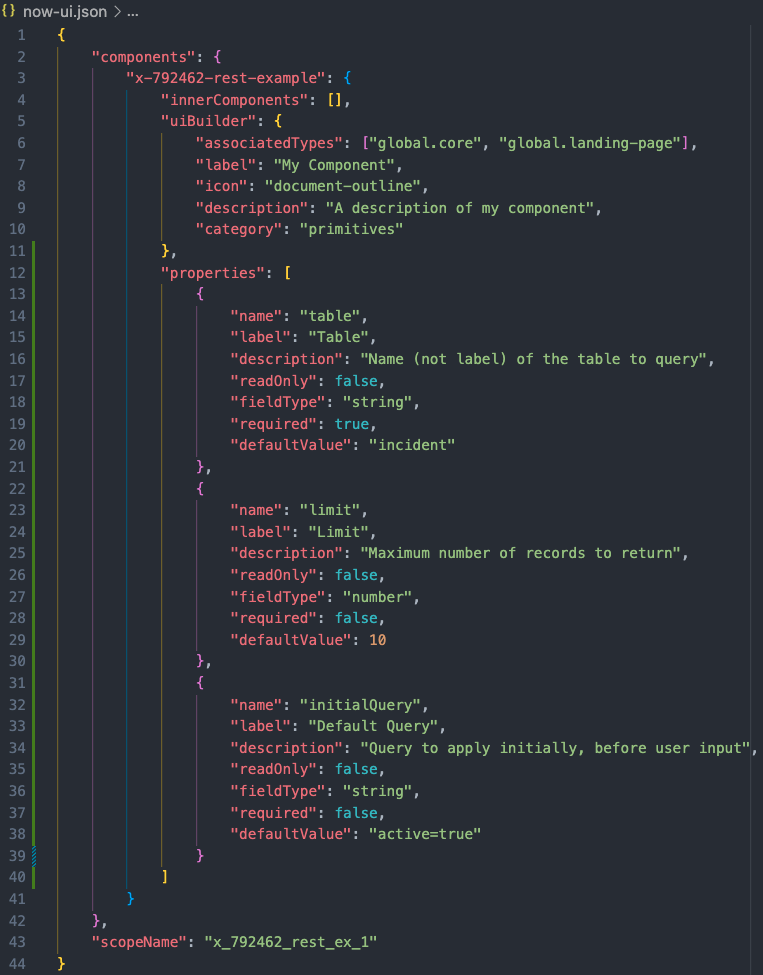 {} now-ui.json > ...
1 {
2     "components": {
3         "x-792462-rest-example": {
4             "innerComponents": [],
5             "uiBuilder": {
6                 "associatedTypes": ["global.core", "global.landing-page"],
7                 "label": "My Component",
8                 "icon": "document-outline",
9                 "description": "A description of my component",
10                 "category": "primitives"
11             },
12             "properties": [
13                 {
14                     "name": "table",
15                     "label": "Table",
16                     "description": "Name (not label) of the table to query",
17                     "readOnly": false,
18                     "fieldType": "string",
19                     "required": true,
20                     "defaultValue": "incident"
21                 },
22                 {
23                     "name": "limit",
24                     "label": "Limit",
25                     "description": "Maximum number of records to return",
26                     "readOnly": false,
27                     "fieldType": "number",
28                     "required": false,
29                     "defaultValue": 10
30                 },
31                 {
32                     "name": "initialQuery",
33                     "label": "Default Query",
34                     "description": "Query to apply initially, before user input",
35                     "readOnly": false,
36                     "fieldType": "string",
37                     "required": false,
38                     "defaultValue": "active=true"
39                 }
40             ]
41         }
42     },
43     "scopeName": "x_792462_rest_ex_1"
44 }